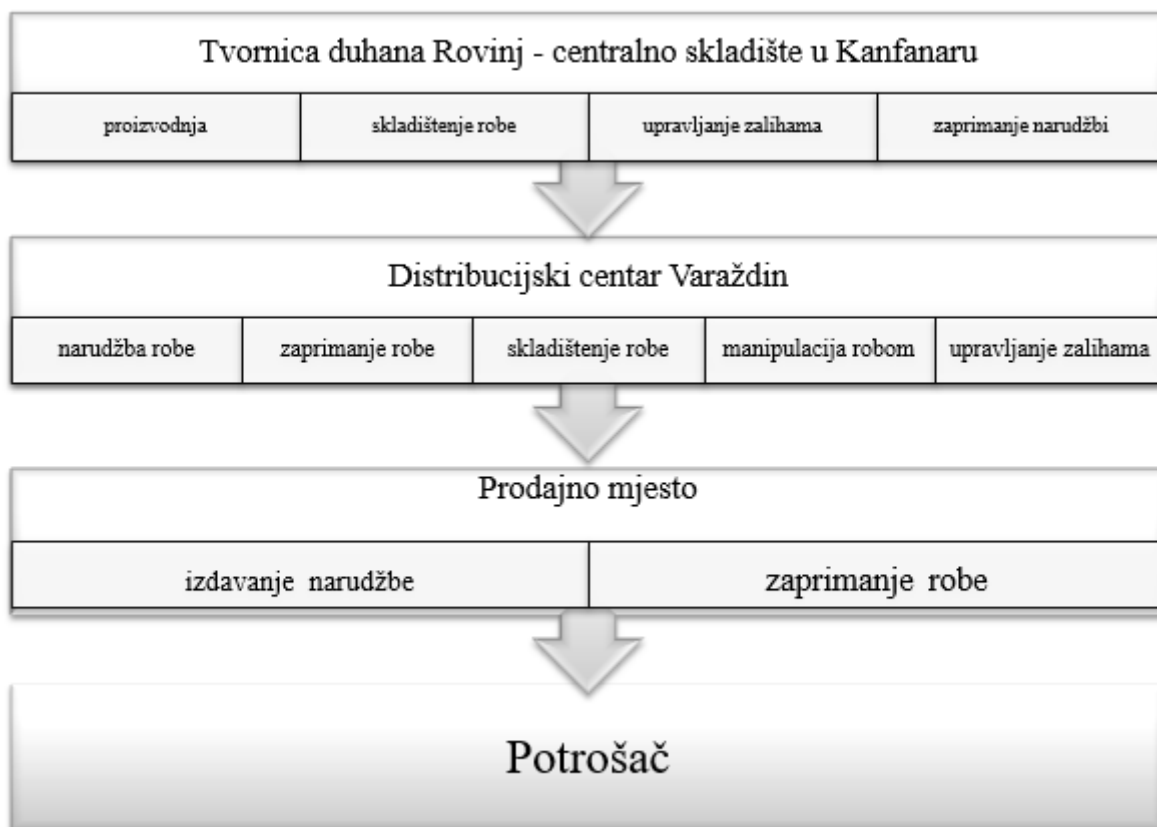 Tvornica duhana Rovinj - centralno skladište u Kanfanaru
proizvodnja
skladištenje robe
upravljanje zalihama
zaprimanje narudžbi
Distribucijski centar Varaždin
narudžba robe
zaprimanje robe
skladištenje robe
manipulacija robom
upravljanje zalihama
Prodajno mjesto
izdavanje narudžbe
zaprimanje robe
Potrošač